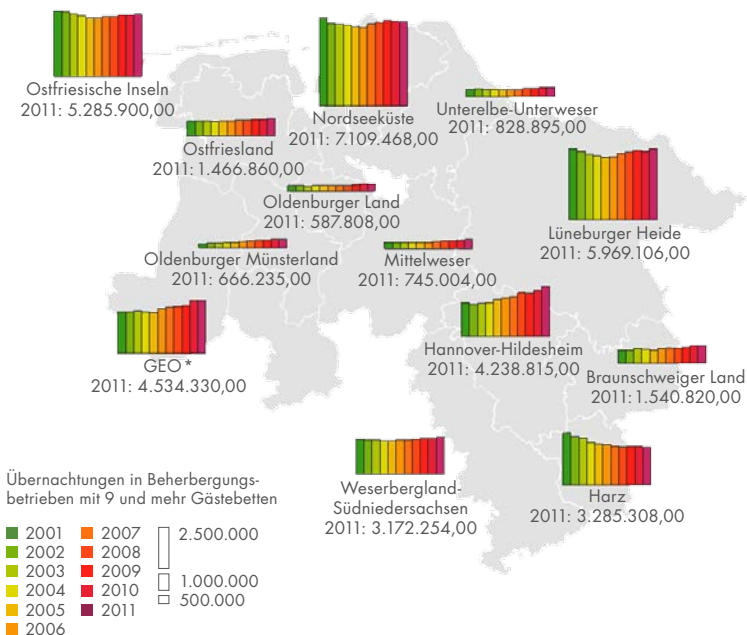 Ostfriesische Inseln
2011: 5.285.900,00
Nordseeküste
2011: 7.109.468,00
Unterelbe-Unterweser
2011: 828.895,00
Ostfriesland
2011: 1.466.860,00
Oldenburger Land
2011: 587.808,00
Lüneburger Heide
2011: 5.969.106,00
Oldenburger Münsterland
2011: 666.235,00
Mittelweser
2011: 745.004,00
GEO *
2011: 4.534.330,00
Hannover-Hildesheim
2011: 4.238.815,00
Braunschweiger Land
2011: 1.540.820,00
Weserbergland-
Südniedersachsen
2011: 3.172.254,00
Harz
2011: 3.285.308,00
Übernachtungen in Beherbergungs-
betrieben mit 9 und mehr Gästebetten
2001
2002
2003
2004
2005
2006
2007
2008
2009
2010
2011
2.500.000
1.000.000
500.000